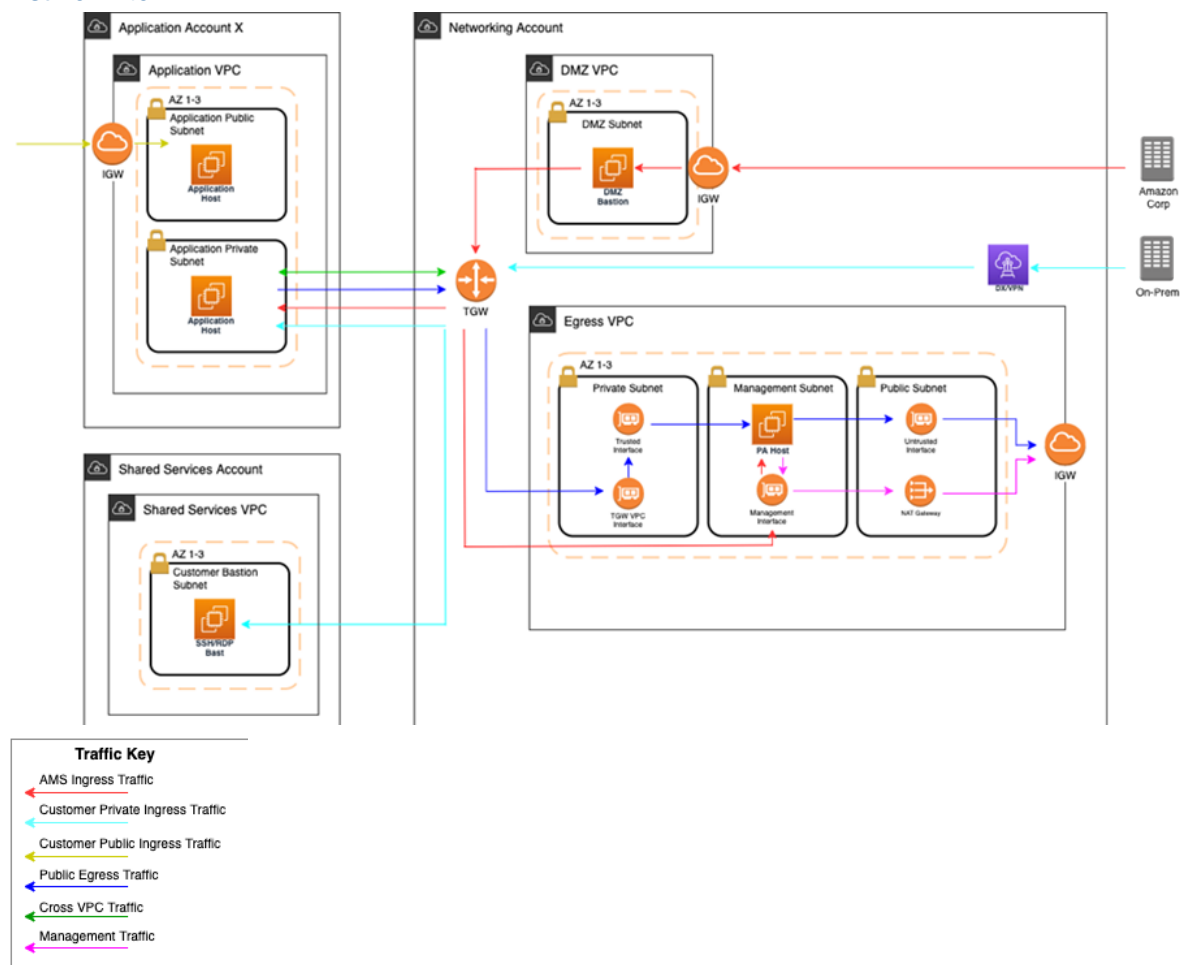 Application Account X
Application VPC
AZ 1-3
Application Public
Subnet
Application
Host
IGW
Application Private
Subnet
Application
Host
Shared Services Account
Shared Services VPC
AZ 1-3
Customer Bastion
Subnet
SSH/RDP
Bast
Networking Account
DMZ VPC
AZ 1-3
DMZ Subnet
DMZ
Bastion
IGW
TGW
DX/VPN
Amazon
Corp
On-Prem
Egress VPC
AZ 1-3
Private Subnet
Trusted
Interface
TGW VPC
Interface
Management Subnet
PA Host
Management
Interface
Public Subnet
Untrusted
Interface
NAT Gateway
IGW
Traffic Key
AMS Ingress Traffic
Customer Private Ingress Traffic
Customer Public Ingress Traffic
Public Egress Traffic
Cross VPC Traffic
Management Traffic